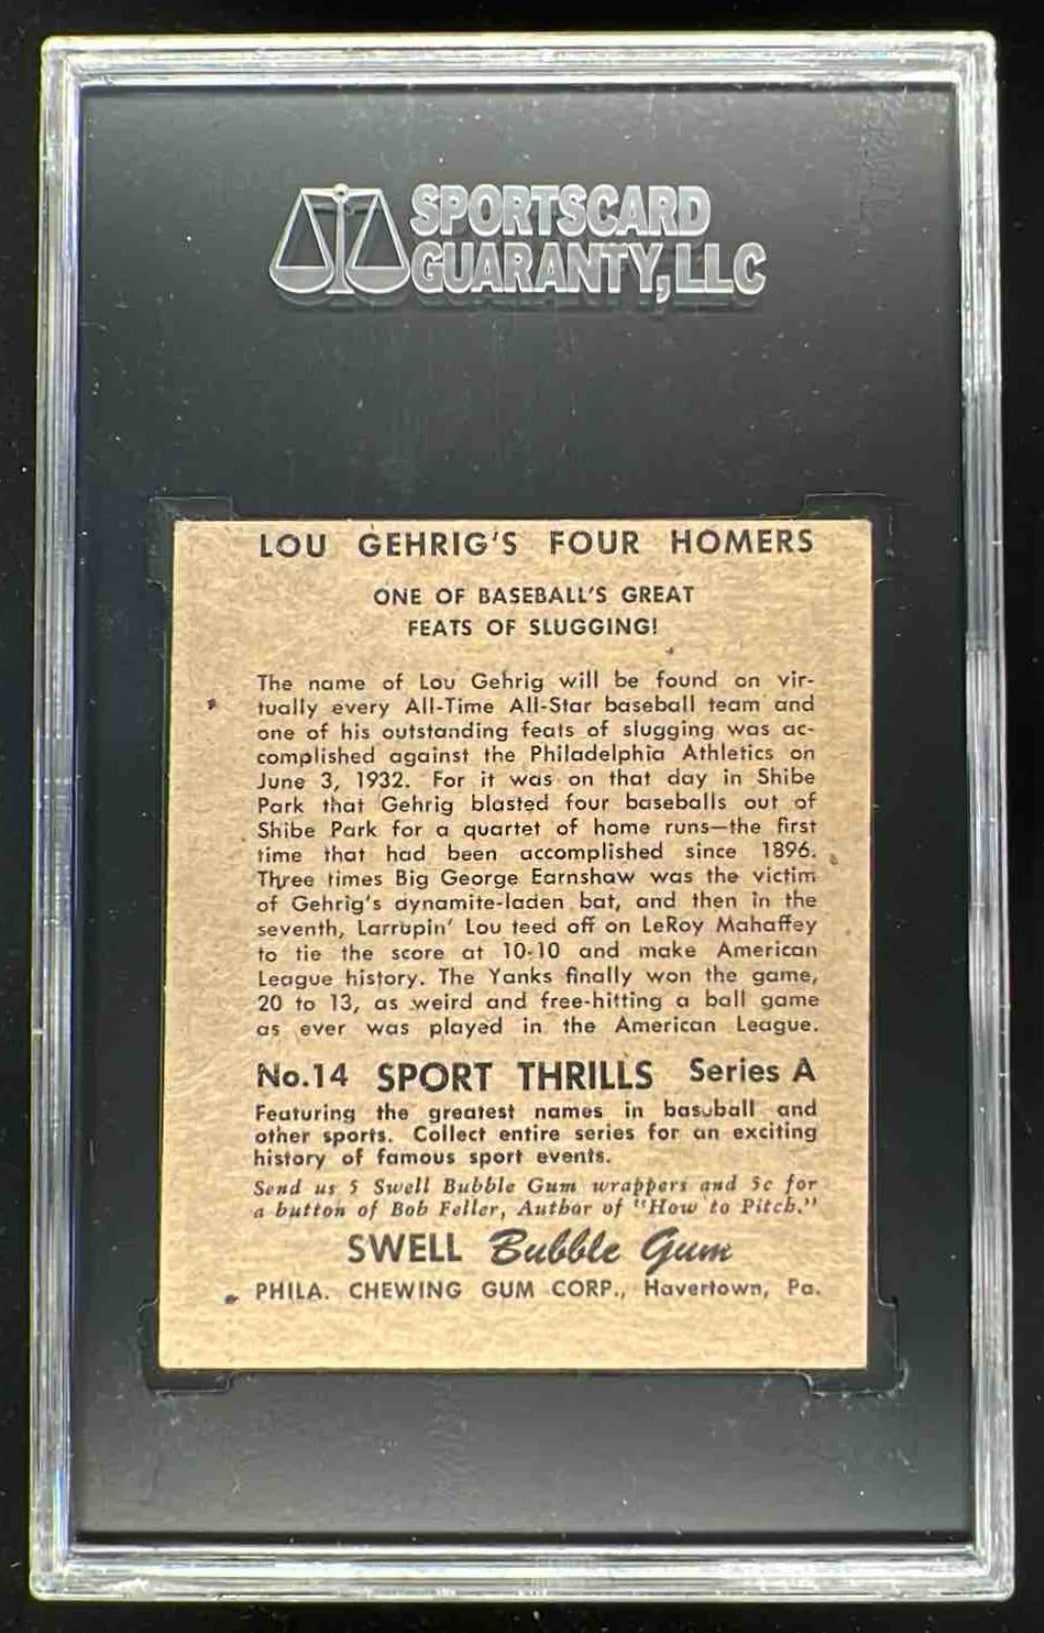 SPORTSCARD
GUARANTY, LLC
LOU GEHRIG'S FOUR HOMERS
ONE OF BASEBALL'S GREAT
FEATS OF SLUGGING!
The name of Lou Gehrig will be found on vir-
tually every All-Time All-Star baseball team and
one of his outstanding feats of slugging was ac-
complished against the Philadelphia Athletics on
June 3, 1932. For it was on that day in Shibe
Park that Gehrig blasted four baseballs out of
Shibe Park for a quartet of home runs—the first
time that had been accomplished since 1896.
Three times Big George Earnshaw was the victim
of Gehrig's dynamite-laden bat, and then in the
seventh, Larrupin' Lou teed off on LeRoy Mahaffey
to tie the score at 10-10 and make American
League history. The Yanks finally won the game,
20 to 13, as weird and free-hitting a ball game
as ever was played in the American League.
No.14 SPORT THRILLS Series A
Featuring the greatest names in baseball and
other sports. Collect entire series for an exciting
history of famous sport events.
Send us 5 Swell Bubble Gum wrappers and 5c for
a button of Bob Feller, Author of "How to Pitch."
SWELL Bubble Gum
PHILA. CHEWING GUM CORP., Havertown, Pa.